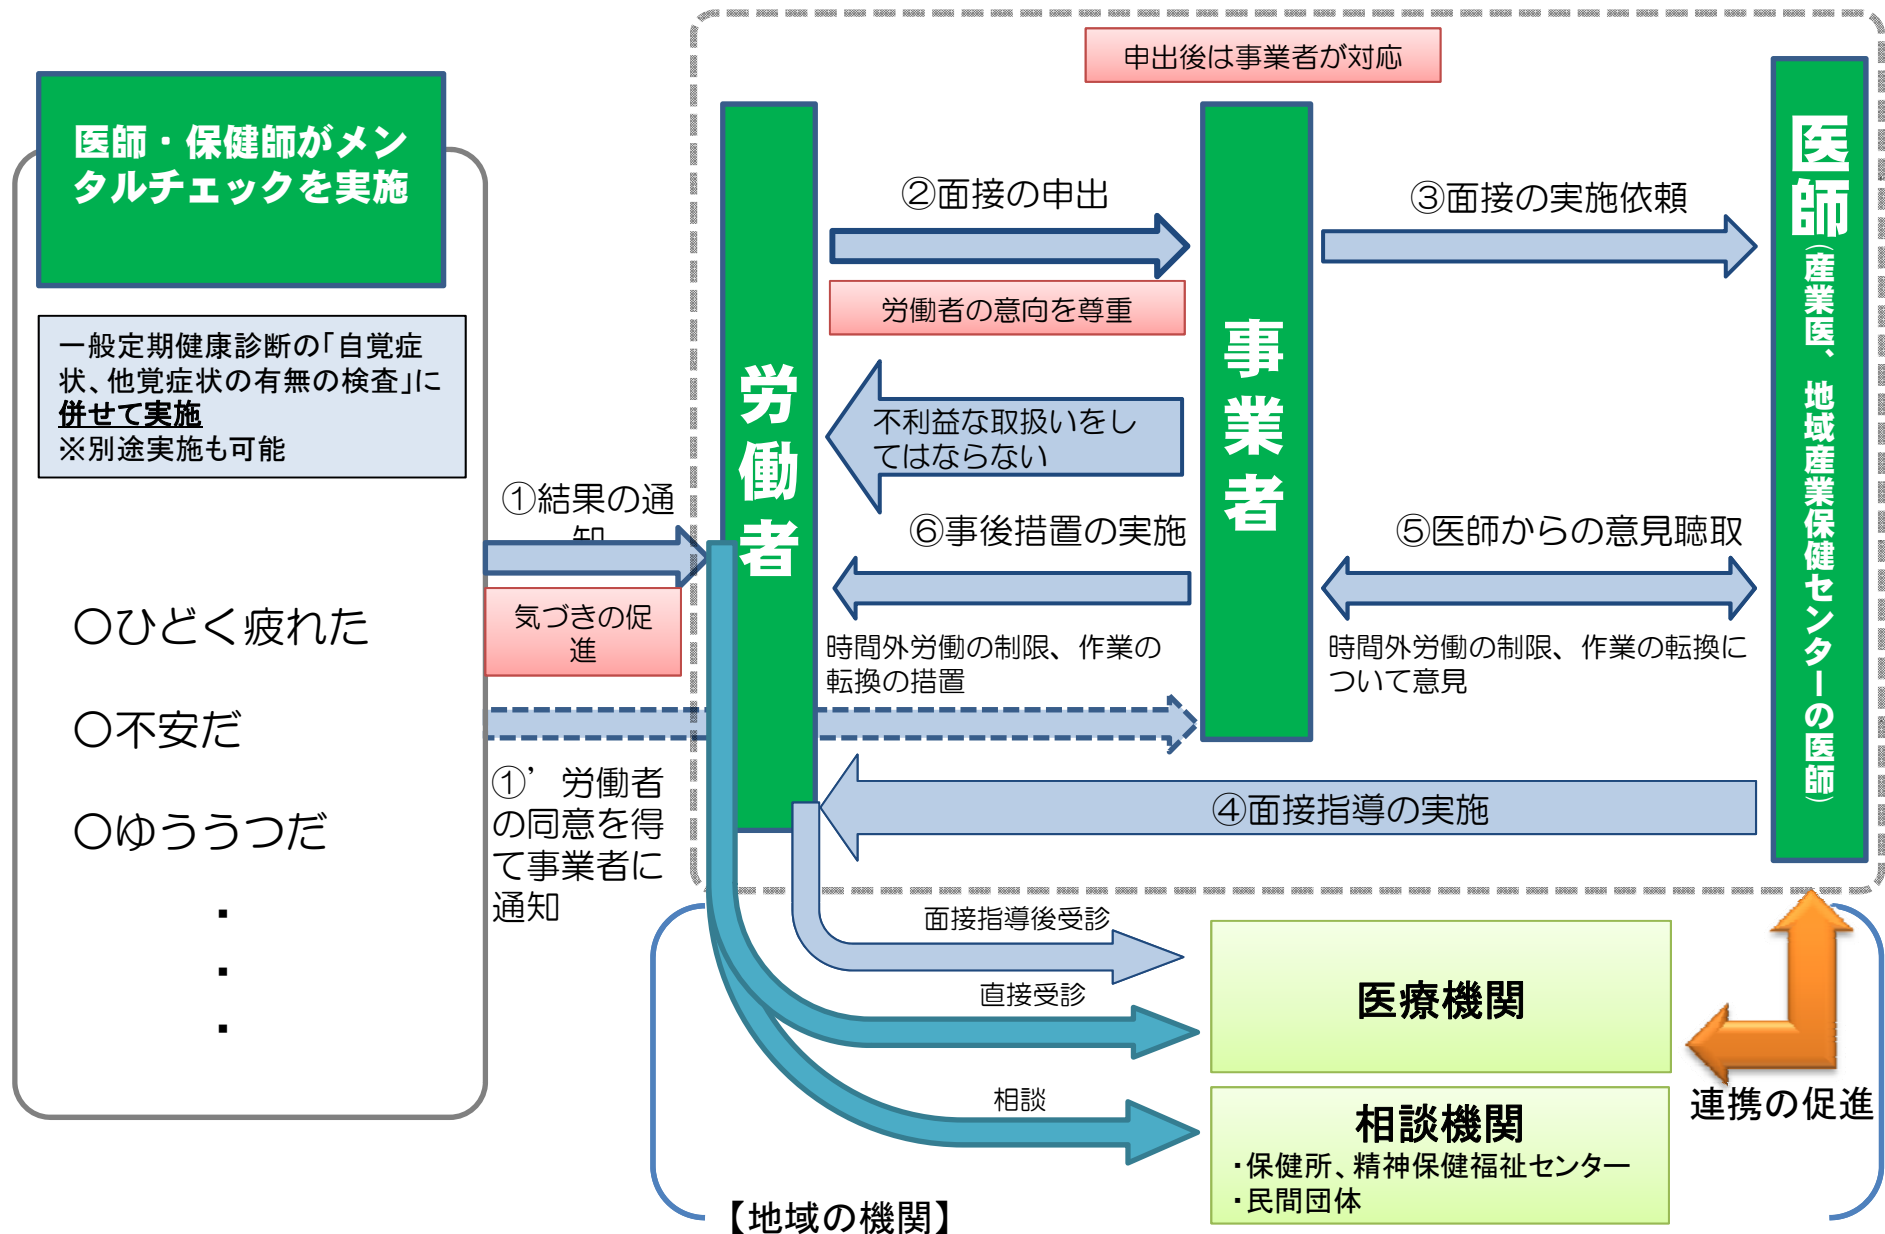 申出後は事業者が対応
医師・保健師がメン
タルチェックを実施
一般定期健康診断の｢自覚症
状､他覚症状の有無の検査｣に
併せて実施
※別途実施も可能
〇ひどく疲れた
〇不安だ
〇ゆううつだ
・
・
・
①結果の通
知
気づきの促
進
①’労働者
の同意を得
て事業者に
通知
労働者
②面接の申出
労働者の意向を尊重
不利益な取扱いをし
てはならない
⑥事後措置の実施
時間外労働の制限、作業の
転換の措置
事業者
③面接の実施依頼
⑤医師からの意見聴取
時間外労働の制限、作業の転換に
ついて意見
④面接指導の実施
医師(産業医、地域産業保健センターの医師)
面接指導後受診
直接受診
相談
医療機関
相談機関
・保健所､精神保健福祉センター
・民間団体
連携の促進
【地域の機関】